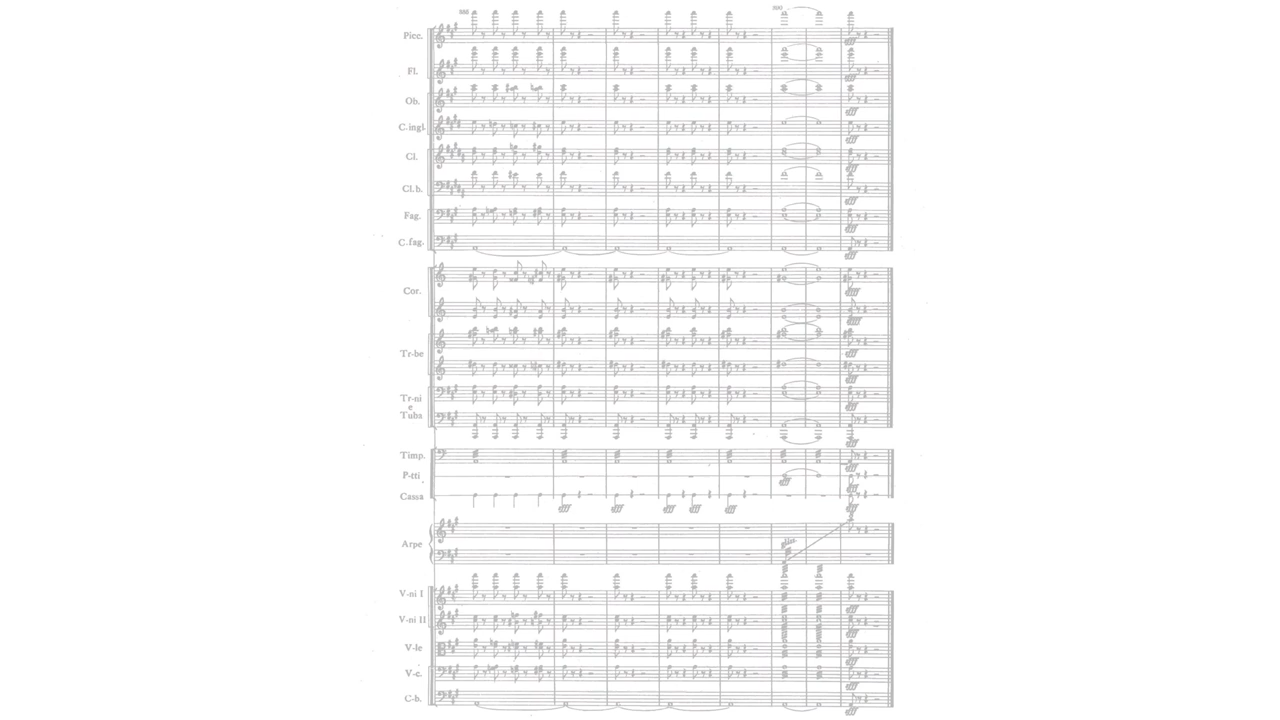 Picc.
Fl.
Ob.
C.ingl.
Cl.
Cl.b.
Fag.
C.fag.
Cor.
Tr-be
Tr-ni
e
Tuba
Timp.
P-tti
Cassa
Arpe
gliss.
V-ni I
V-ni II
V-le
V-c.
C-b.